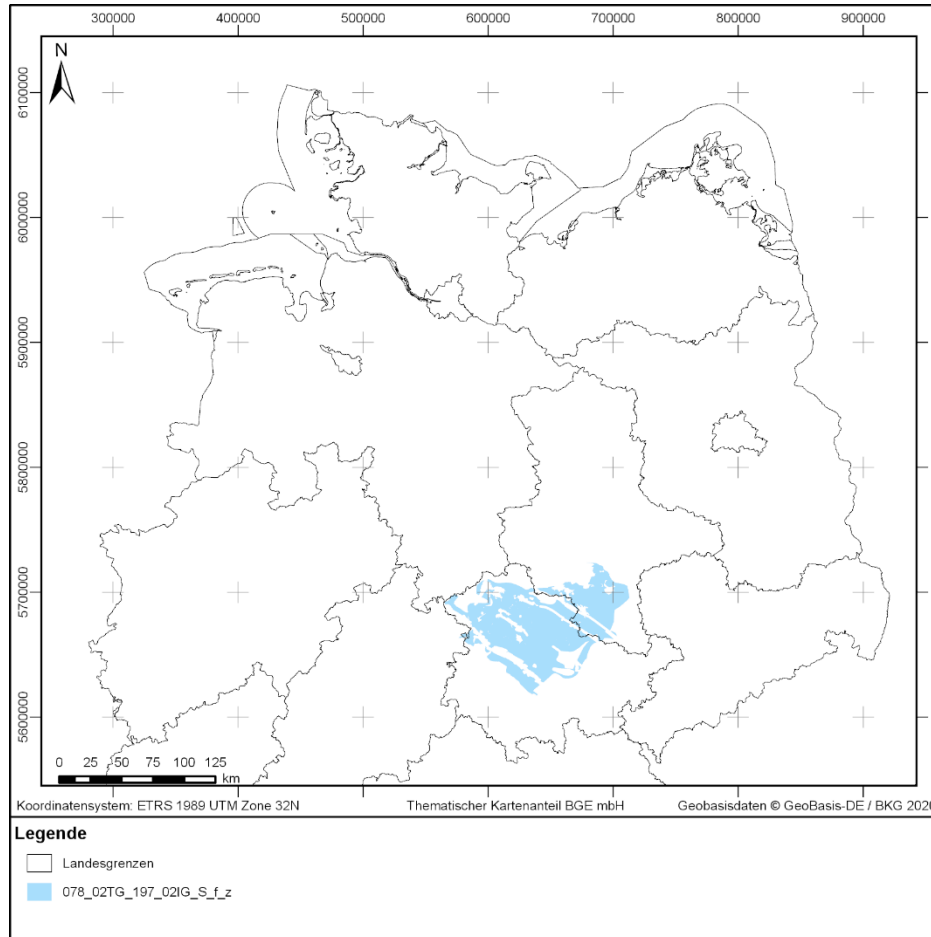 300000 400000 500000 600000 700000 800000 900000
N
6100000
6000000
5900000
5800000
5700000
5600000
0 25 50 75 100 125
km
Koordinatensystem: ETRS 1989 UTM Zone 32N Thematischer Kartenanteil BGE mbH Geobasisdaten © GeoBasis-DE / BKG 2020
Legende
Landesgrenzen
078_02TG_197_02IG_S_f_z